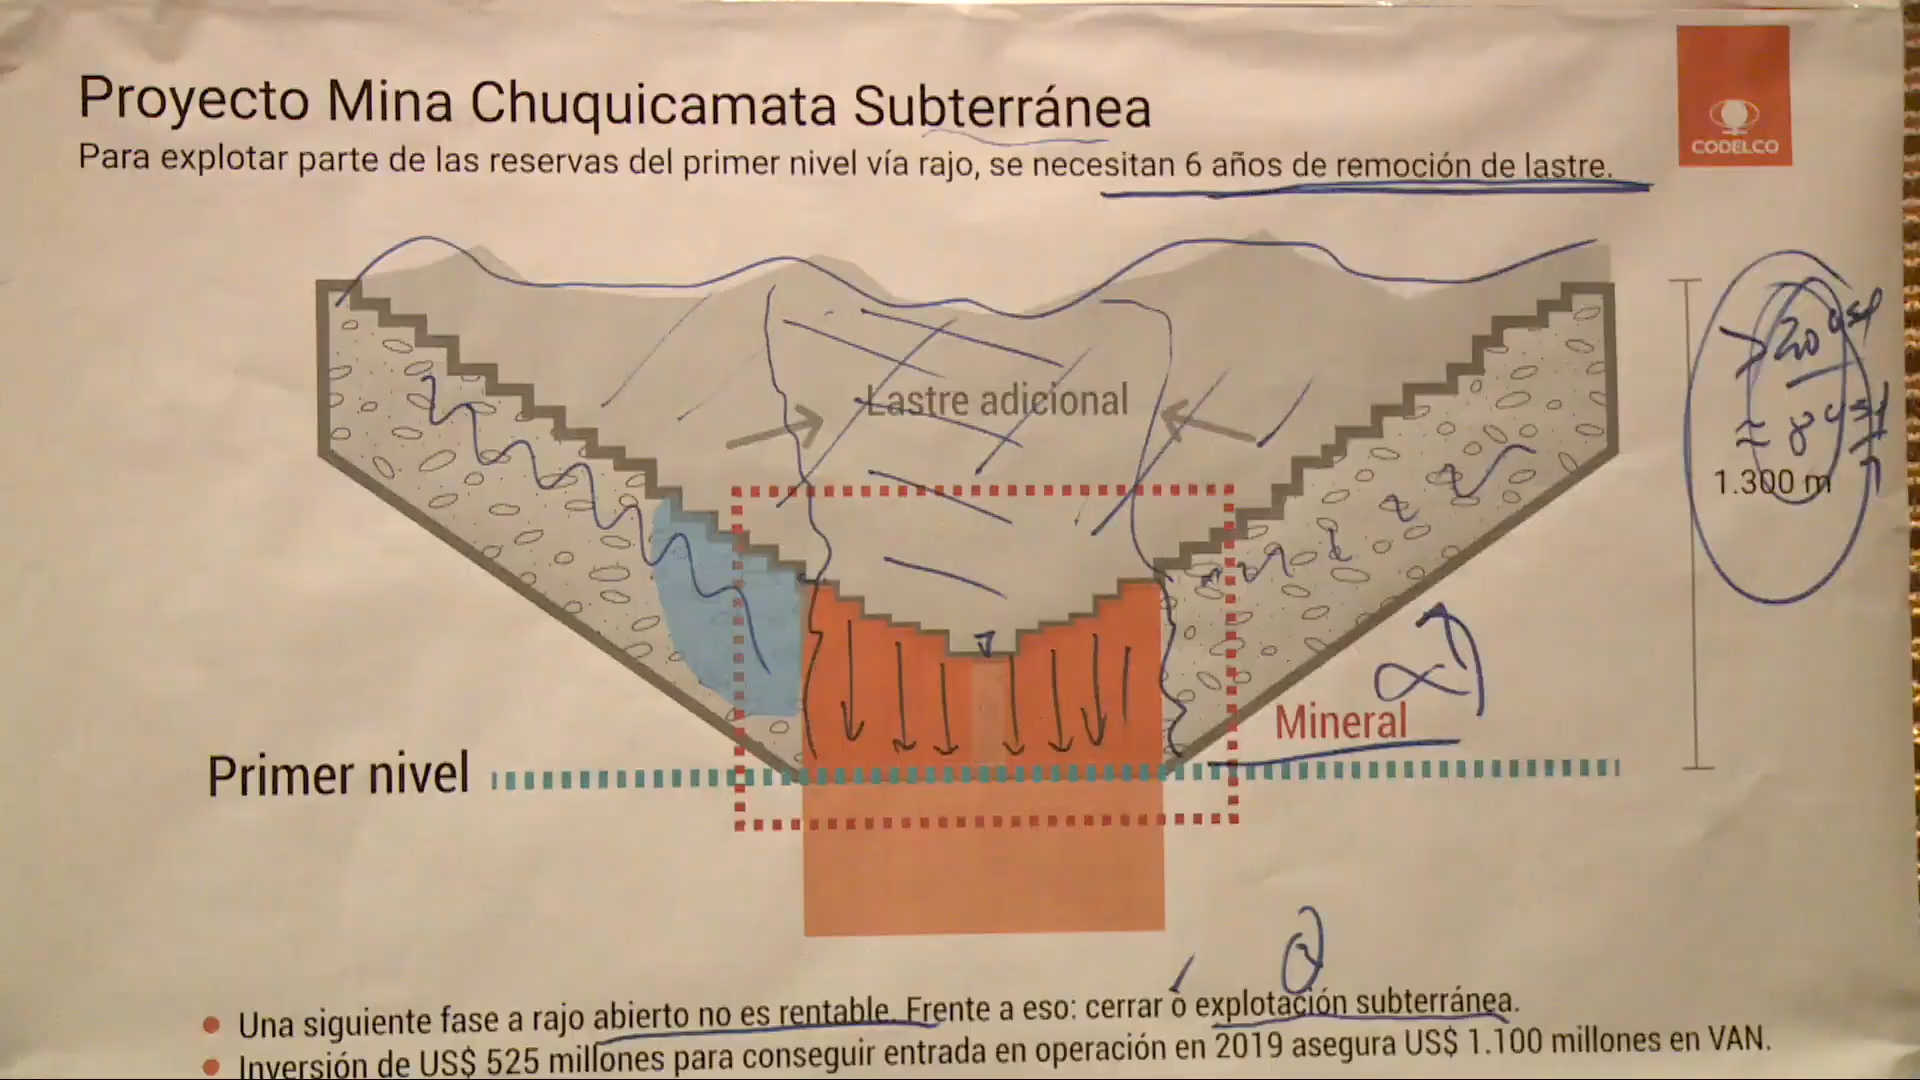 Proyecto Mina Chuquicamata Subterránea
Para explotar parte de las reservas del primer nivel vía rajo, se necesitan 6 años de remoción de lastre.
CODELCO
Lastre adicional
1.300 m
Mineral
Primer nivel
Una siguiente fase a rajo abierto no es rentable. Frente a eso: cerrar o explotación subterránea.
Inversión de US$ 525 millones para conseguir entrada en operación en 2019 asegura US$ 1.100 millones en VAN.